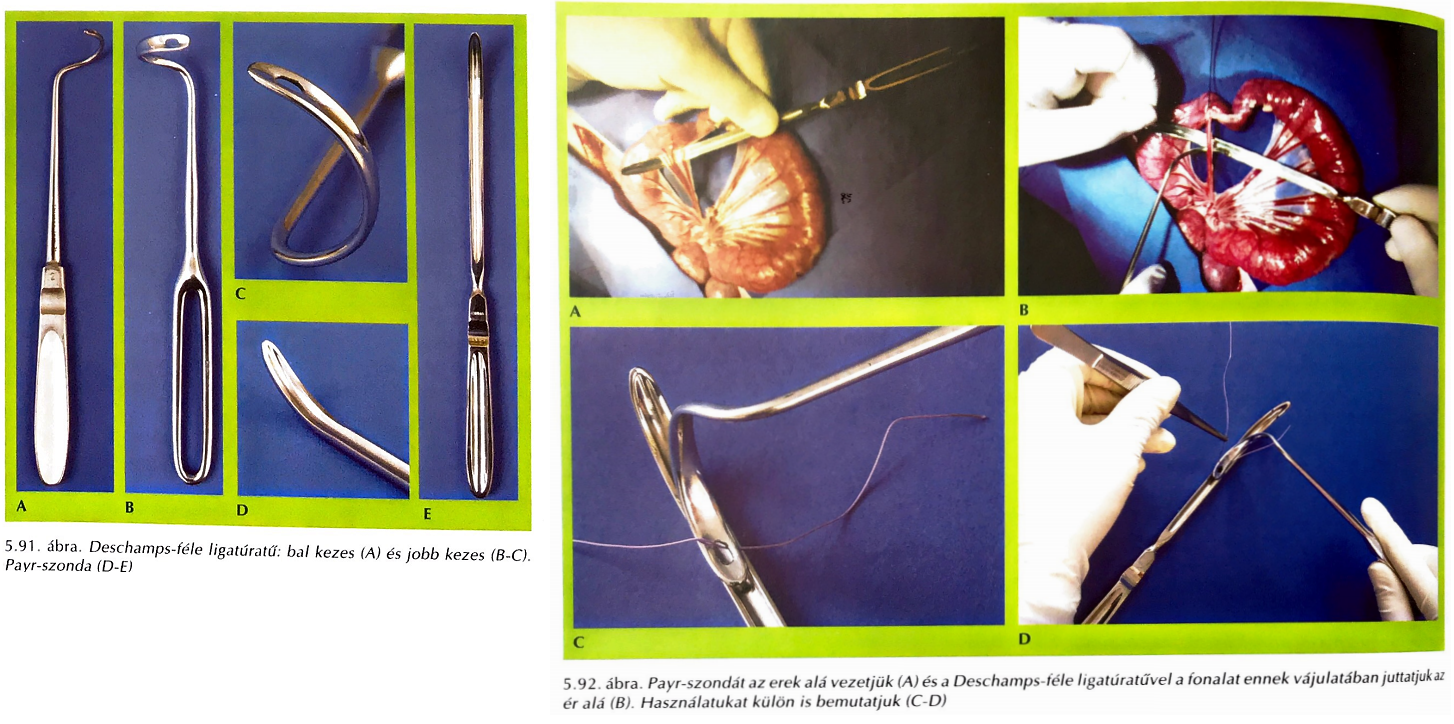 A
B
C
D
E
5.91. ábra. Deschamps-féle ligatúratű: bal kezes (A) és jobb kezes (B-C).
Payr-szonda (D-E)
A
B
C
D
5.92. ábra. Payr-szondát az erek alá vezetjük (A) és a Deschamps-féle ligatúratűvel a fonalat ennek vájulatában juttatjuk az
ér alá (B). Használatukat külön is bemutatjuk (C-D)